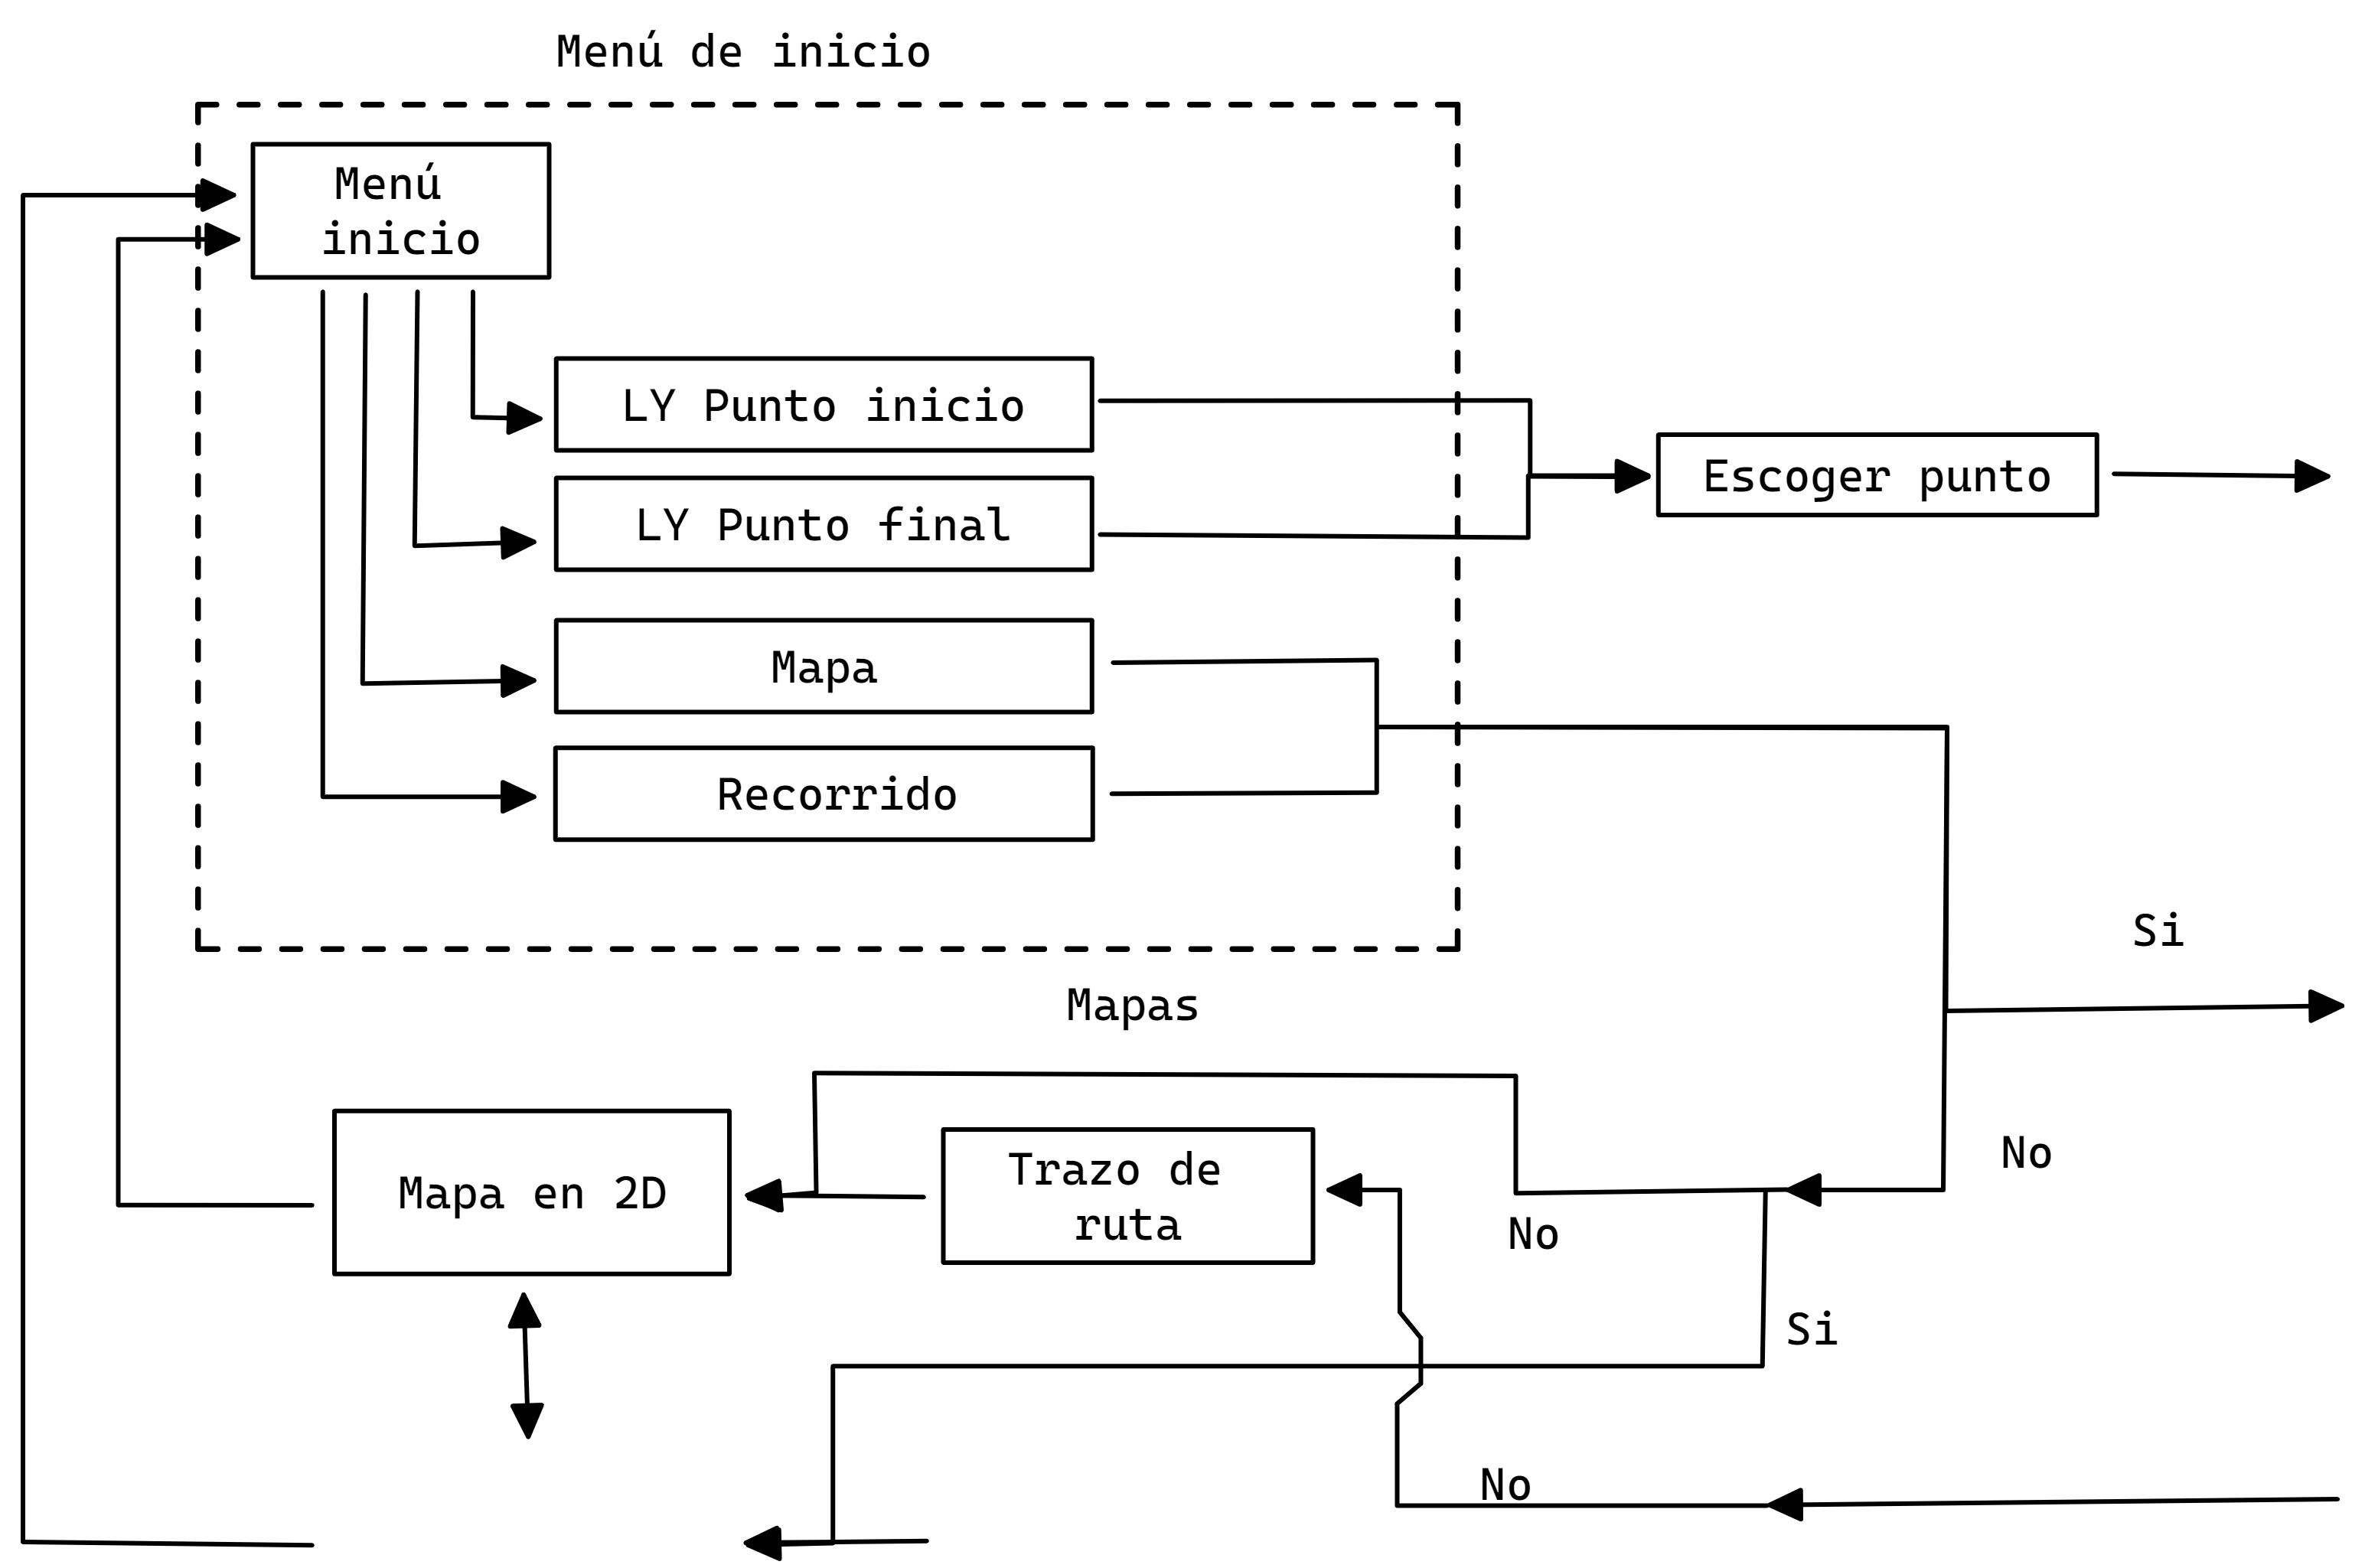 Menú de inicio
Menú
inicio
LY Punto inicio
Escoger punto
LY Punto final
Mapa
Recorrido
Si
Mapas
No
Trazo de
ruta
Mapa en 2D
No
Si
No